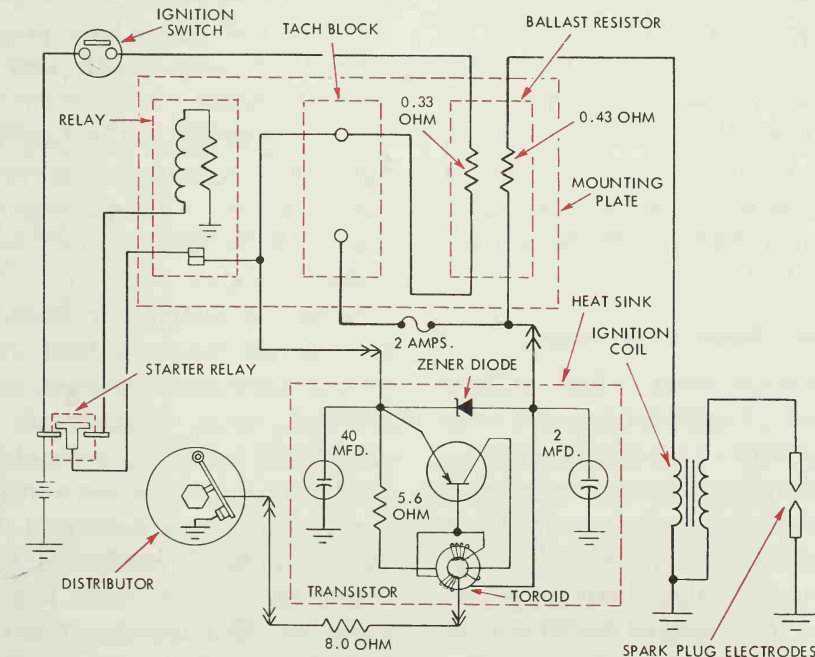 IGNITION
SWITCH
TACH BLOCK
BALLAST RESISTOR
RELAY
0.33
OHM
0.43 OHM
MOUNTING
PLATE
HEAT SINK
2 AMPS.
IGNITION
COIL
ZENER DIODE
STARTER RELAY
40
MFD.
2
MFD.
5.6
OHM
DISTRIBUTOR
TRANSISTOR
TOROID
8.0 OHM
SPARK PLUG ELECTRODES